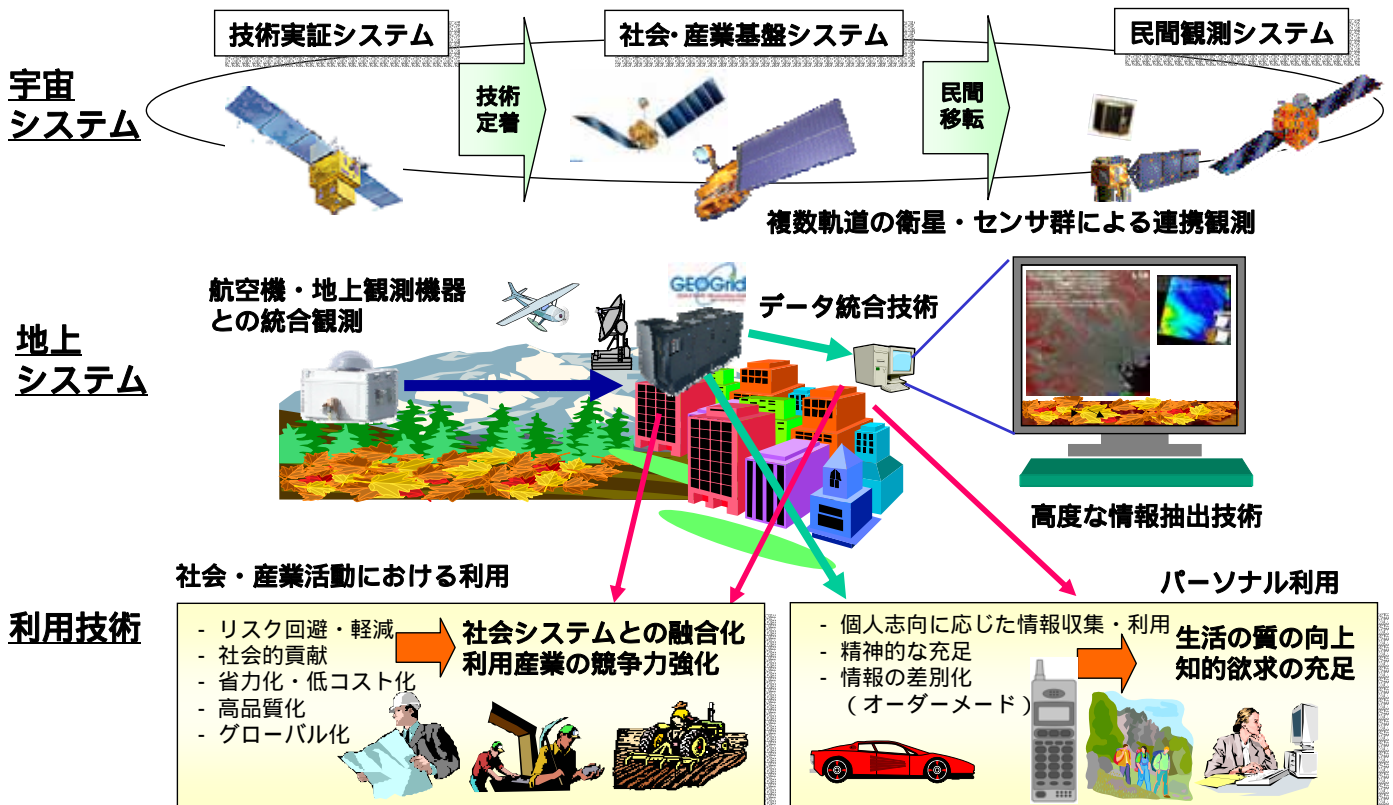 技術実証システム
社会・産業基盤システム
民間観測システム
宇宙
システム
技術
定着
民間
移転
複数軌道の衛星・センサ群による連携観測
地上
システム
航空機・地上観測機器
との統合観測
GEOGrid
データ統合技術
高度な情報抽出技術
利用技術
社会・産業活動における利用
- リスク回避・軽減
- 社会的貢献
- 省力化・低コスト化
- 高品質化
- グローバル化
社会システムとの融合化
利用産業の競争力強化
パーソナル利用
- 個人志向に応じた情報収集・利用
- 精神的な充足
- 情報の差別化
(オーダーメード)
生活の質の向上
知的欲求の充足